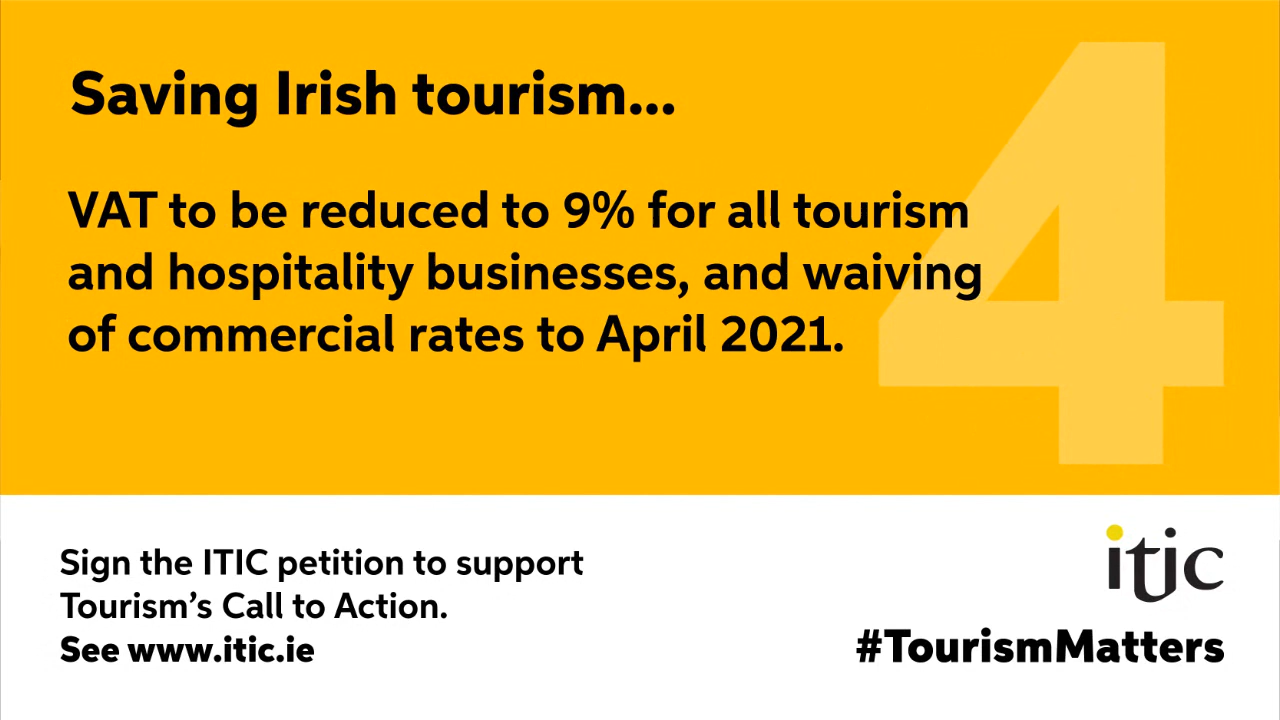 Saving Irish tourism...
4
VAT to be reduced to 9% for all tourism
and hospitality businesses, and waiving
of commercial rates to April 2021.
Sign the ITIC petition to support
Tourism’s Call to Action.
See www.itic.ie
itic
#TourismMatters